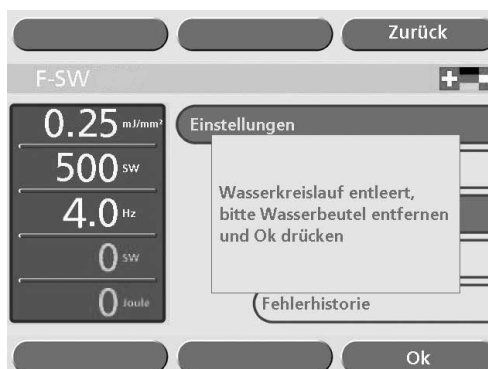 Zurück
F-SW
0.25 mJ/mm²
500 SW
4.0 Hz
0 SW
0 Joule
Einstellungen
Wasserkreislauf entleert,
bitte Wasserbeutel entfernen
und Ok drücken
Fehlerhistorie
Ok